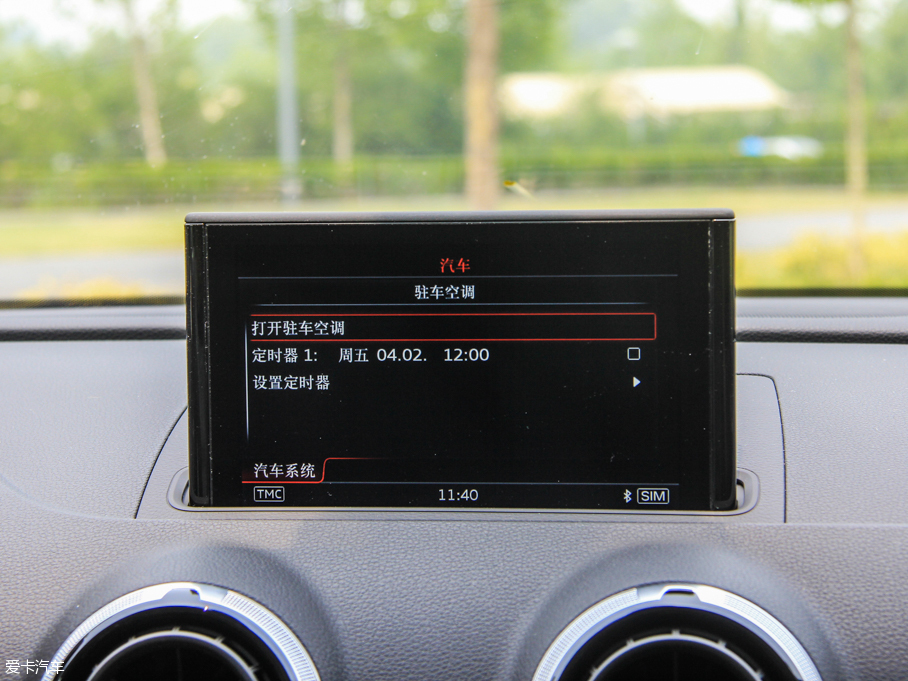 汽车
驻车空调
打开驻车空调
定时器 1: 周五 04.02. 12:00
设置定时器
汽车系统
TMC 11:40 SIM
爱卡汽车